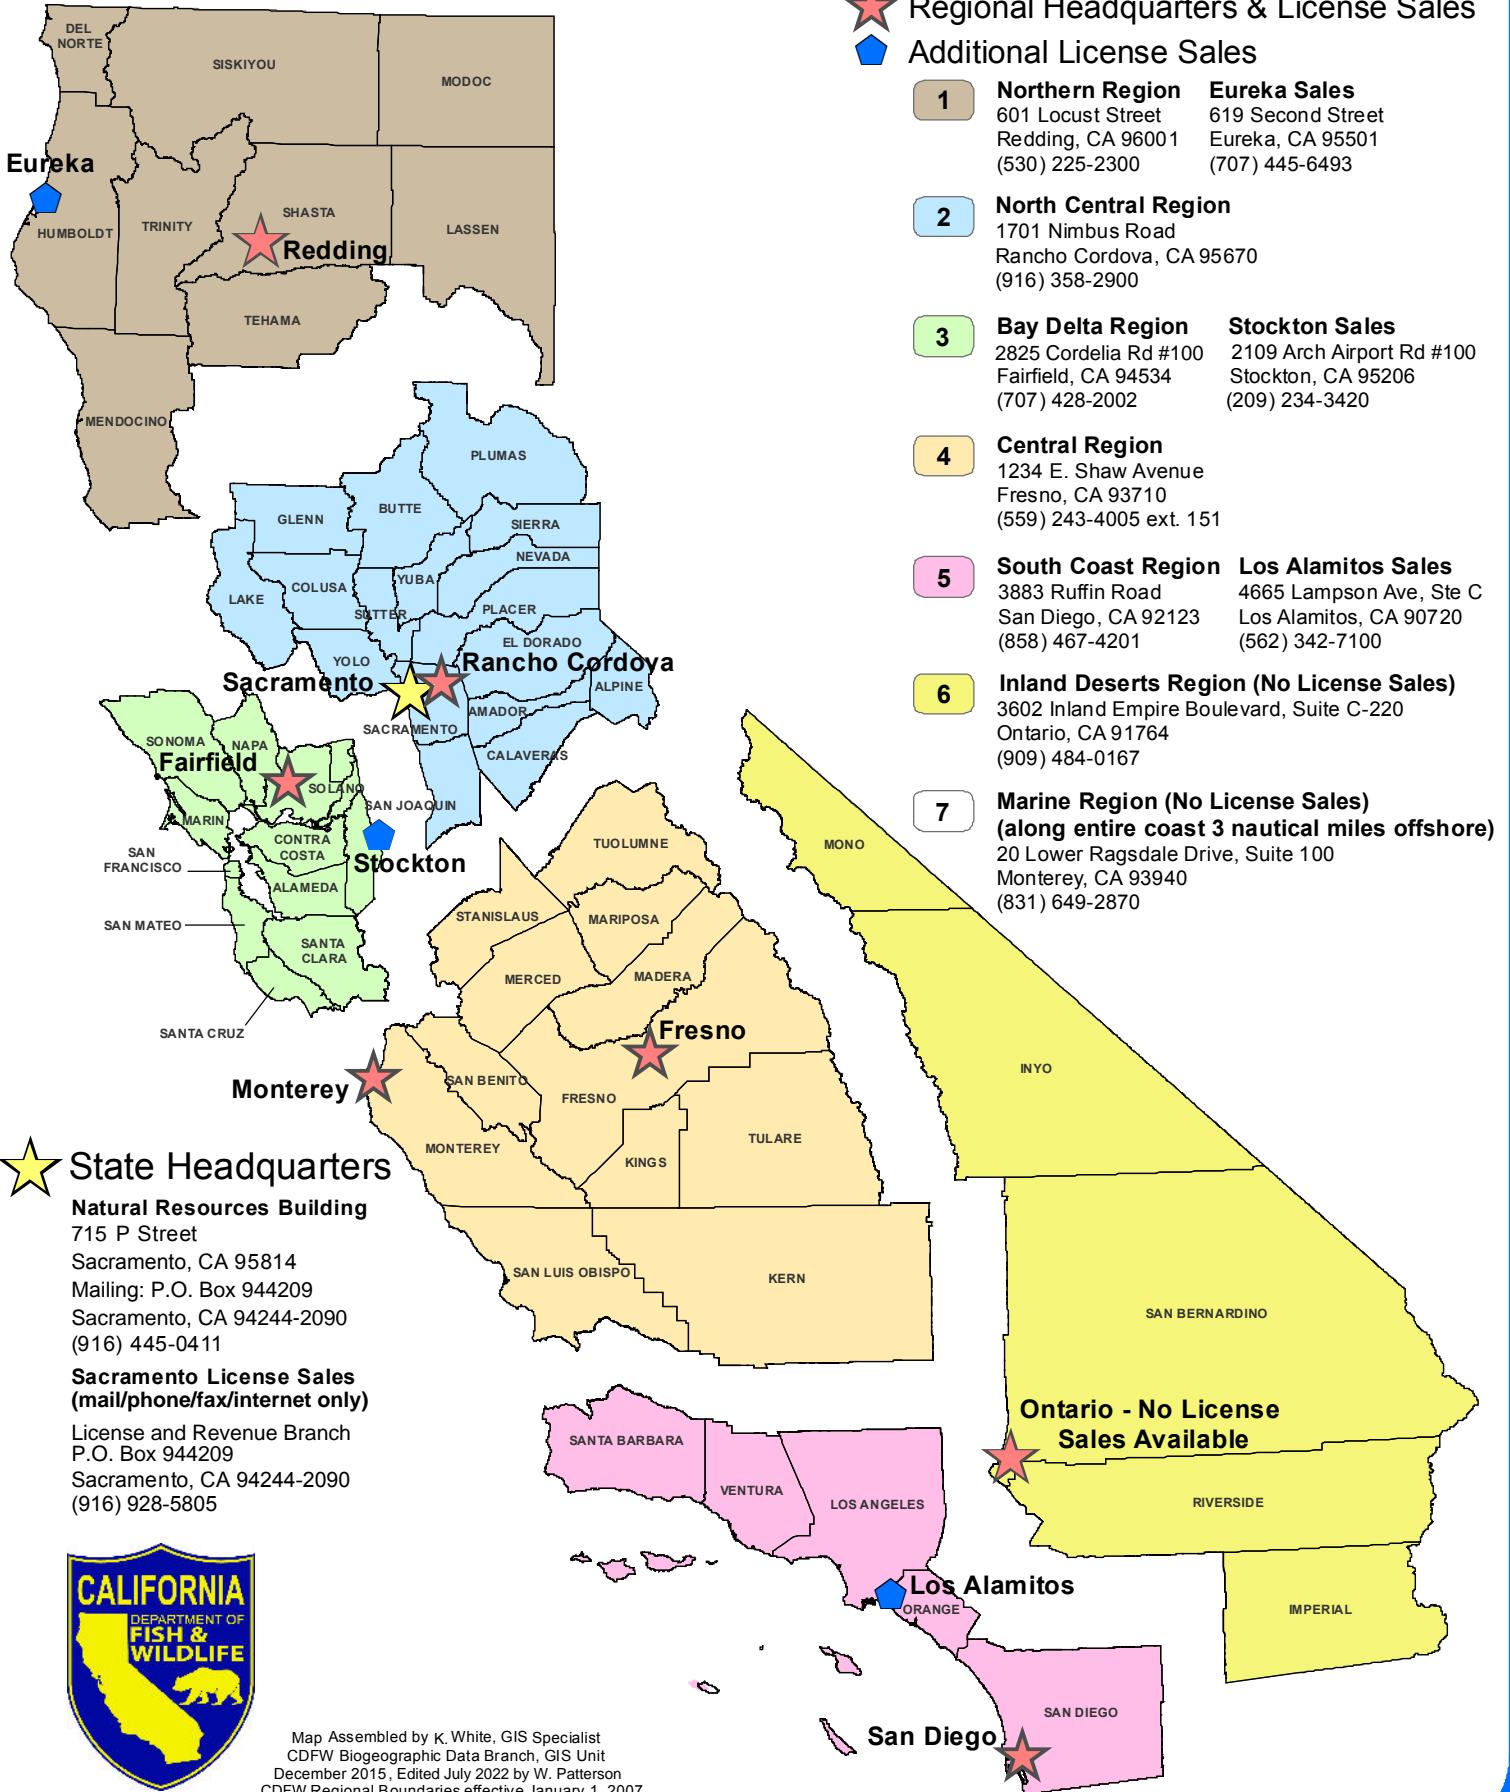 Regional Headquarters & License Sales
Additional License Sales
1
Northern Region
601 Locust Street
Redding, CA 96001
(530) 225-2300
Eureka Sales
619 Second Street
Eureka, CA 95501
(707) 445-6493
2
North Central Region
1701 Nimbus Road
Rancho Cordova, CA 95670
(916) 358-2900
3
Bay Delta Region
2825 Cordelia Rd #100
Fairfield, CA 94534
(707) 428-2002
Stockton Sales
2109 Arch Airport Rd #100
Stockton, CA 95206
(209) 234-3420
4
Central Region
1234 E. Shaw Avenue
Fresno, CA 93710
(559) 243-4005 ext. 151
5
South Coast Region
3883 Ruffin Road
San Diego, CA 92123
(858) 467-4201
Los Alamitos Sales
4665 Lampson Ave, Ste C
Los Alamitos, CA 90720
(562) 342-7100
6
Inland Deserts Region (No License Sales)
3602 Inland Empire Boulevard, Suite C-220
Ontario, CA 91764
(909) 484-0167
7
Marine Region (No License Sales)
(along entire coast 3 nautical miles offshore)
20 Lower Ragsdale Drive, Suite 100
Monterey, CA 93940
(831) 649-2870
DEL
NORTE
SISKIYOU
MODOC
Eureka
HUMBOLDT
TRINITY
SHASTA
Redding
LASSEN
TEHAMA
MENDOCINO
PLUMAS
BUTTE
GLENN
SIERRA
NEVADA
COLUSA
YUBA
LAKE
SUTTER
PLACER
EL DORADO
YOLO
Rancho Cordova
Sacramento
ALPINE
AMADOR
SACRAMENTO
CALAVERAS
SONOMA
NAPA
Fairfield
SOLANO
SAN JOAQUIN
MARIN
CONTRA
COSTA
Stockton
SAN
FRANCISCO
ALAMEDA
SAN MATEO
SANTA
CLARA
SANTA CRUZ
TUOLUMNE
STANISLAUS
MARIPOSA
MERCED
MADERA
Fresno
Monterey
SAN BENITO
FRESNO
MONTEREY
KINGS
TULARE
SAN LUIS OBISPO
KERN
MONO
INYO
SAN BERNARDINO
Ontario - No License
Sales Available
RIVERSIDE
IMPERIAL
SANTA BARBARA
VENTURA
LOS ANGELES
Los Alamitos
ORANGE
SAN DIEGO
San Diego
State Headquarters
Natural Resources Building
715 P Street
Sacramento, CA 95814
Mailing: P.O. Box 944209
Sacramento, CA 94244-2090
(916) 445-0411
Sacramento License Sales
(mail/phone/fax/internet only)
License and Revenue Branch
P.O. Box 944209
Sacramento, CA 94244-2090
(916) 928-5805
CALIFORNIA
DEPARTMENT OF
FISH &
WILDLIFE
Map Assembled by K. White, GIS Specialist
CDFW Biogeographic Data Branch, GIS Unit
December 2015, Edited July 2022 by W. Patterson
CDFW Regional Boundaries effective January 1, 2007